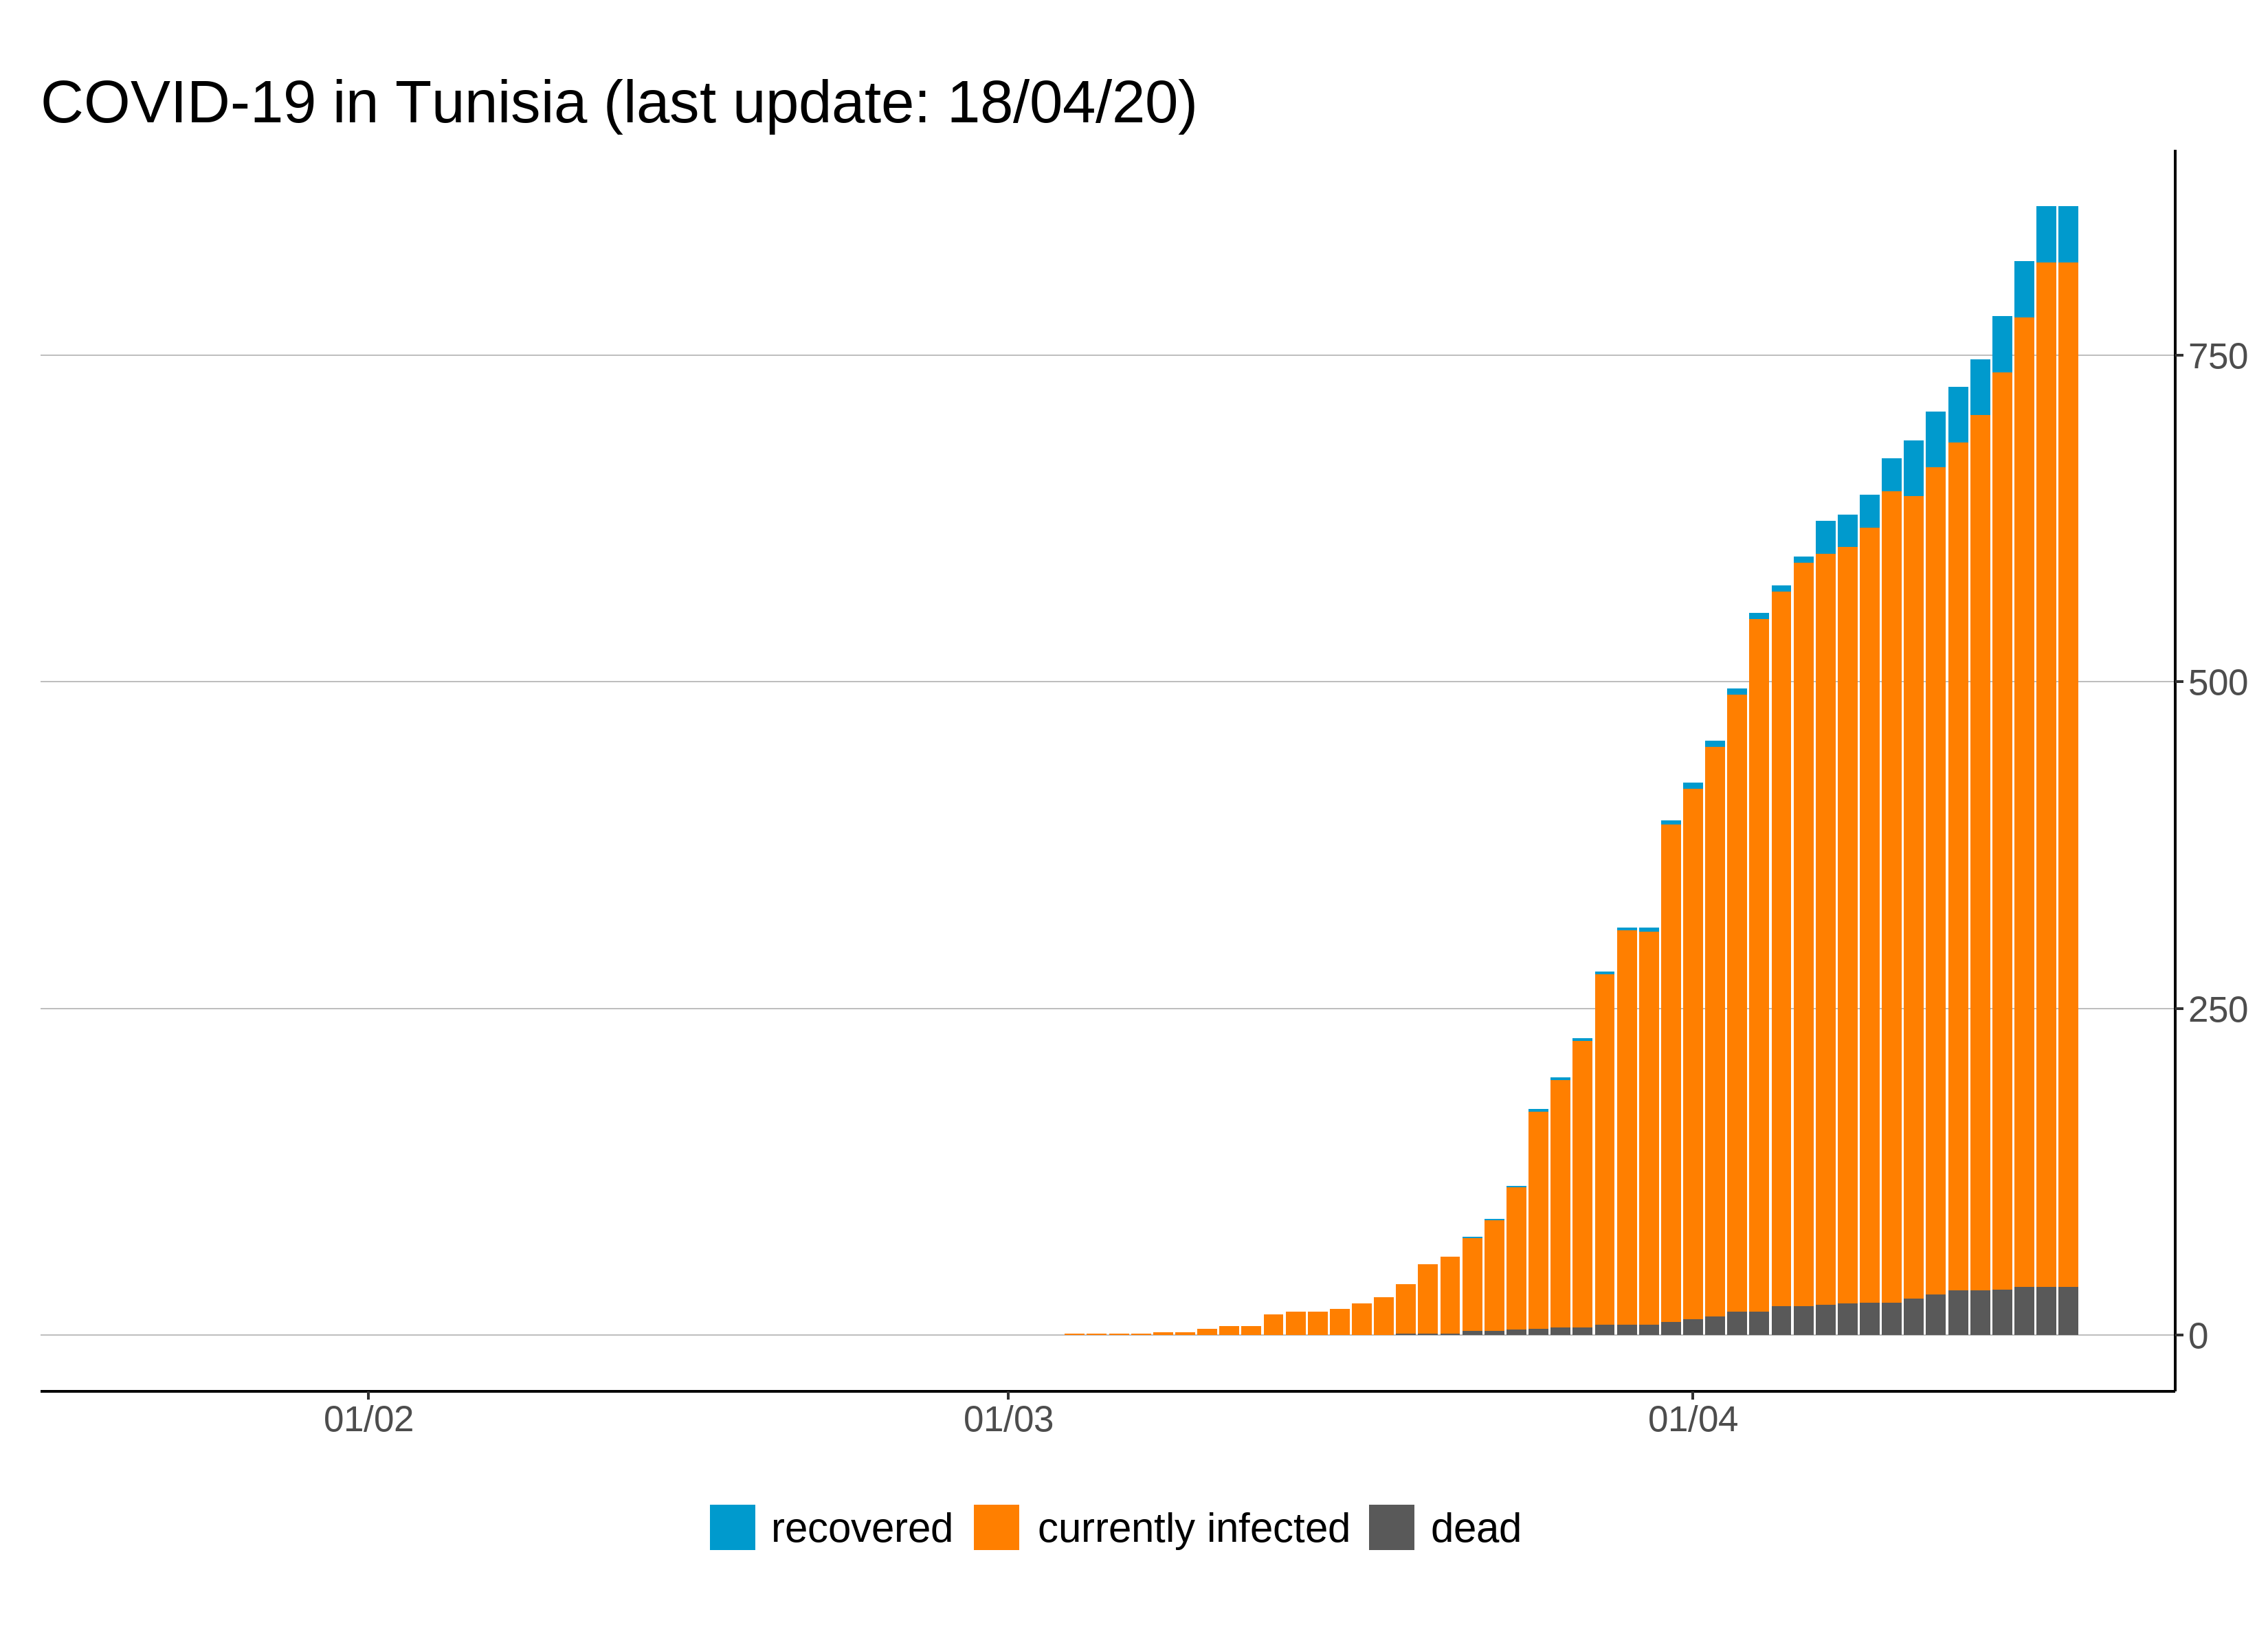 COVID-19 in Tunisia (last update: 18/04/20)
750
500
250
0
01/02 01/03 01/04
recovered currently infected dead